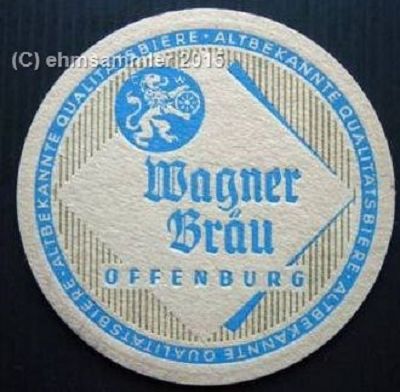 (C) ehmsammler 2015
ALTBEKANNTE QUALITÄTSBIERE · ALTBEKANNTE QUALITÄTSBIERE · ALTBEKANNTE QUALITÄTSBIERE ·
Wagner
Bräu
OFFENBURG